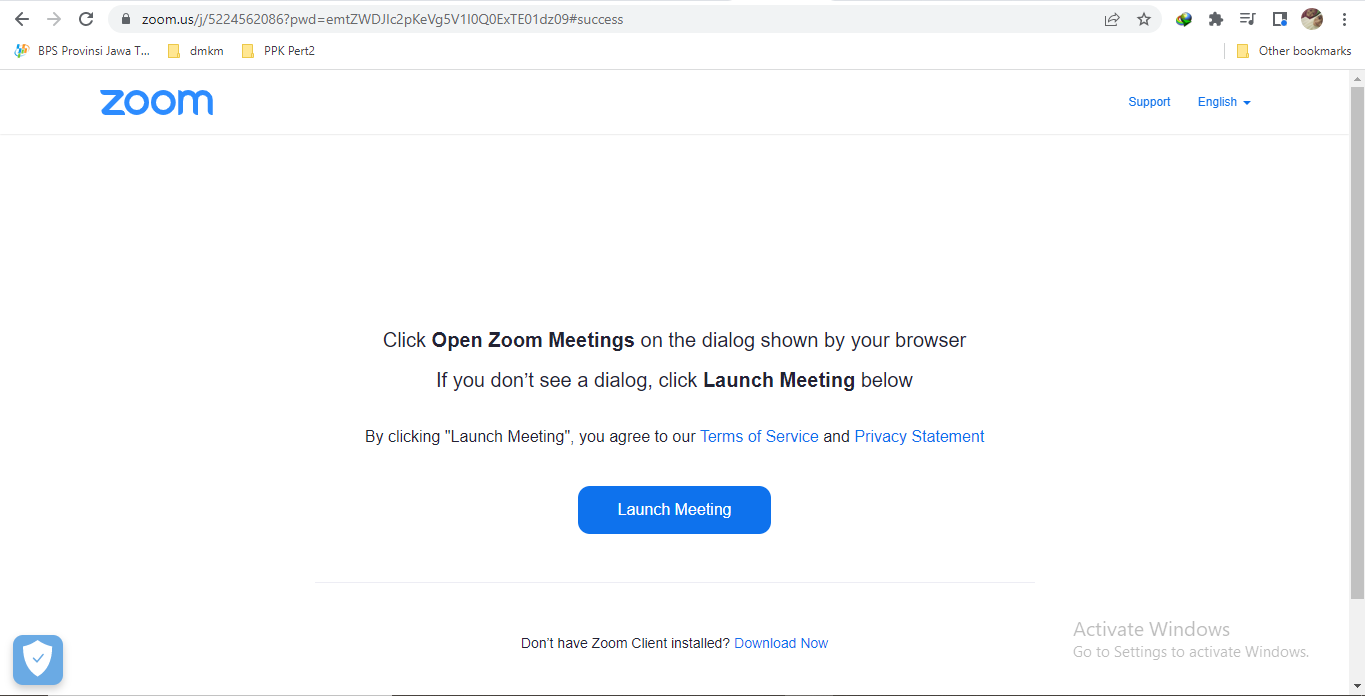 zoom.us/j/5224562086?pwd=emtZWDJIc2pKeVg5V1I0Q0ExTE01dz09#success
BPS Provinsi Jawa T... dmkm PPK Pert2 Other bookmarks
zoom Support English
Click Open Zoom Meetings on the dialog shown by your browser
If you don’t see a dialog, click Launch Meeting below
By clicking "Launch Meeting", you agree to our Terms of Service and Privacy Statement
Launch Meeting
Don’t have Zoom Client installed? Download Now
Activate Windows
Go to Settings to activate Windows.